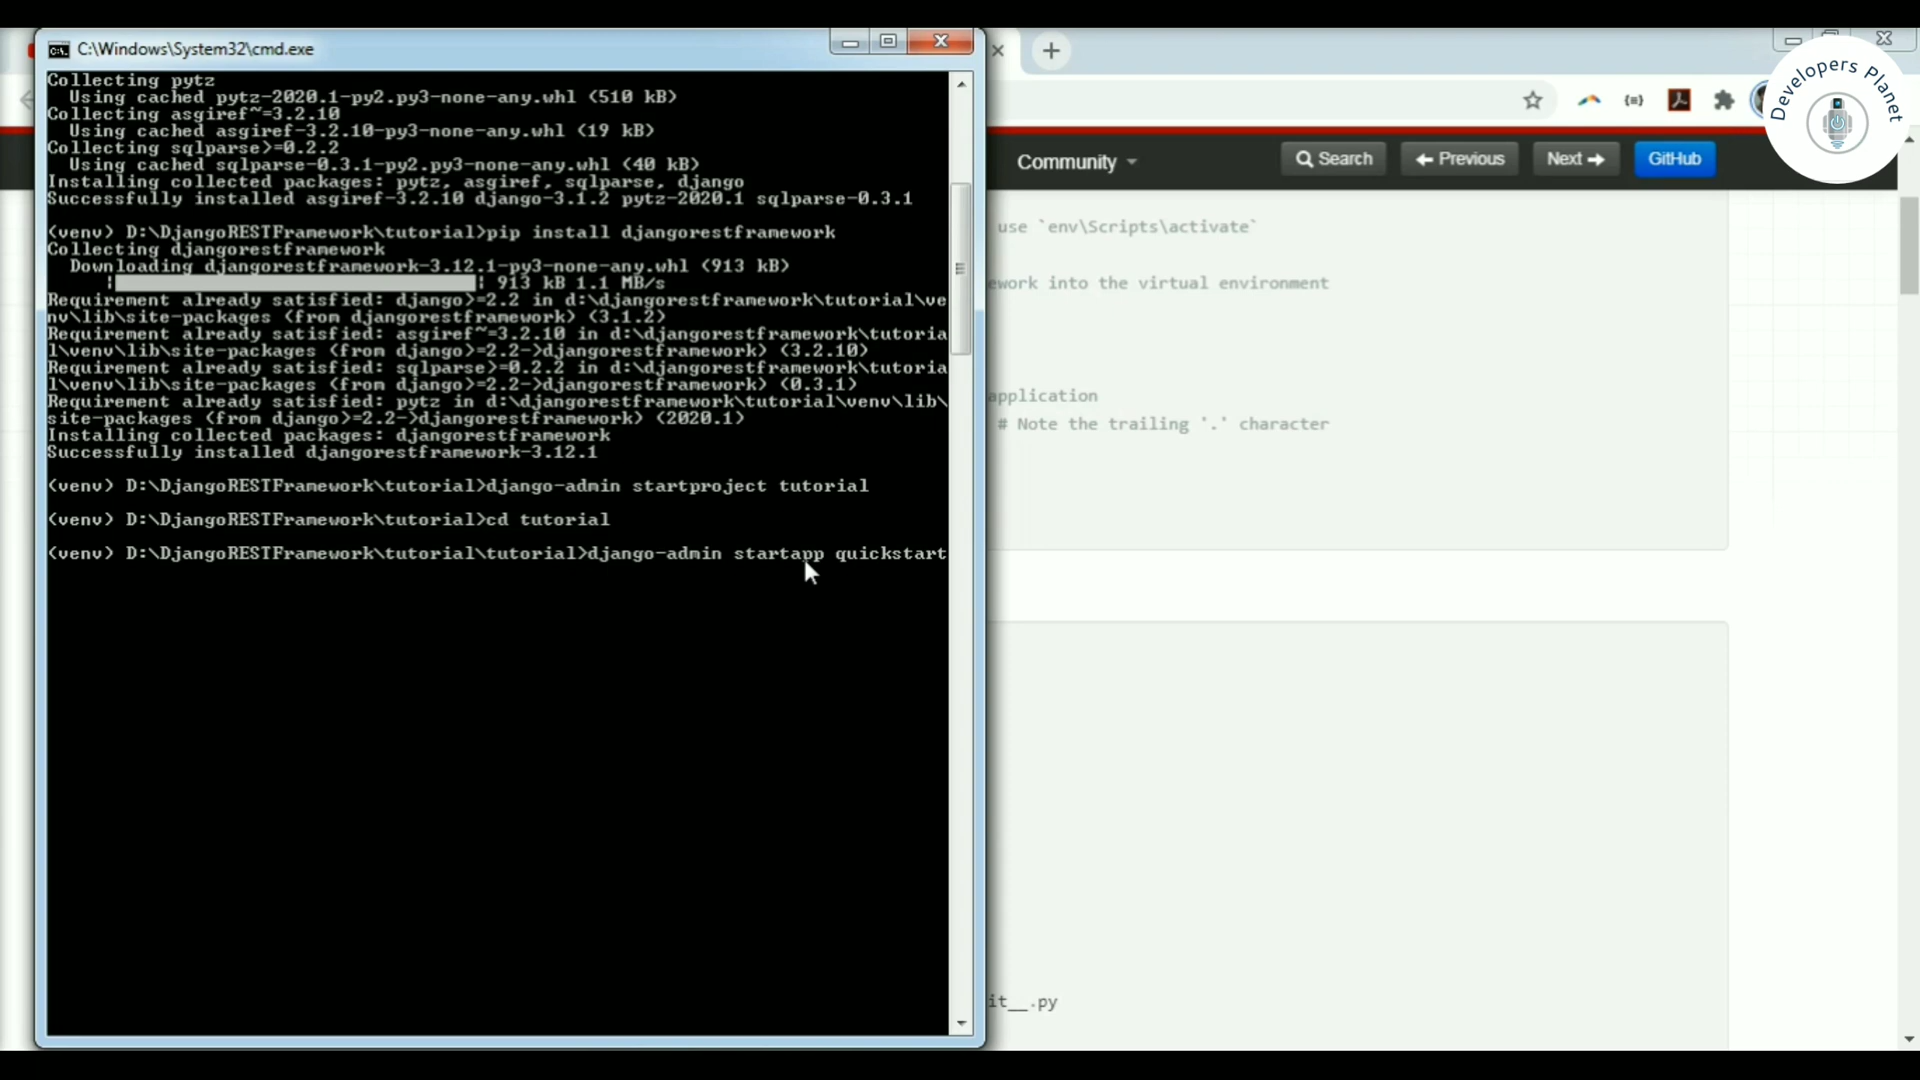 C:\Windows\System32\cmd.exe
Collecting pytz
Using cached pytz-2020.1-py2.py3-none-any.whl (510 kB)
Collecting asgiref~=3.2.10
Using cached asgiref-3.2.10-py3-none-any.whl (19 kB)
Collecting sqlparse>=0.2.2
Using cached sqlparse-0.3.1-py2.py3-none-any.whl (40 kB)
Installing collected packages: pytz, asgiref, sqlparse, django
Successfully installed asgiref-3.2.10 django-3.1.2 pytz-2020.1 sqlparse-0.3.1
(venv) D:\DjangoRESTFramework\tutorial>pip install djangorestframework
Collecting djangorestframework
Downloading djangorestframework-3.12.1-py3-none-any.whl (913 kB)
| | 913 kB 1.1 MB/s
Requirement already satisfied: django>=2.2 in d:\djangorestframework\tutorial\ve
nv\lib\site-packages (from djangorestframework) (3.1.2)
Requirement already satisfied: asgiref~=3.2.10 in d:\djangorestframework\tutoria
l\venv\lib\site-packages (from django>=2.2->djangorestframework) (3.2.10)
Requirement already satisfied: sqlparse>=0.2.2 in d:\djangorestframework\tutoria
l\venv\lib\site-packages (from django>=2.2->djangorestframework) (0.3.1)
Requirement already satisfied: pytz in d:\djangorestframework\tutorial\venv\lib\
site-packages (from django>=2.2->djangorestframework) (2020.1)
Installing collected packages: djangorestframework
Successfully installed djangorestframework-3.12.1
(venv) D:\DjangoRESTFramework\tutorial>django-admin startproject tutorial
(venv) D:\DjangoRESTFramework\tutorial>cd tutorial
(venv) D:\DjangoRESTFramework\tutorial\tutorial>django-admin startapp quickstart
Developers Planet
Community
Search
Previous
Next
GitHub
use `env\Scripts\activate`
ework into the virtual environment
application
# Note the trailing '.' character
it__.py